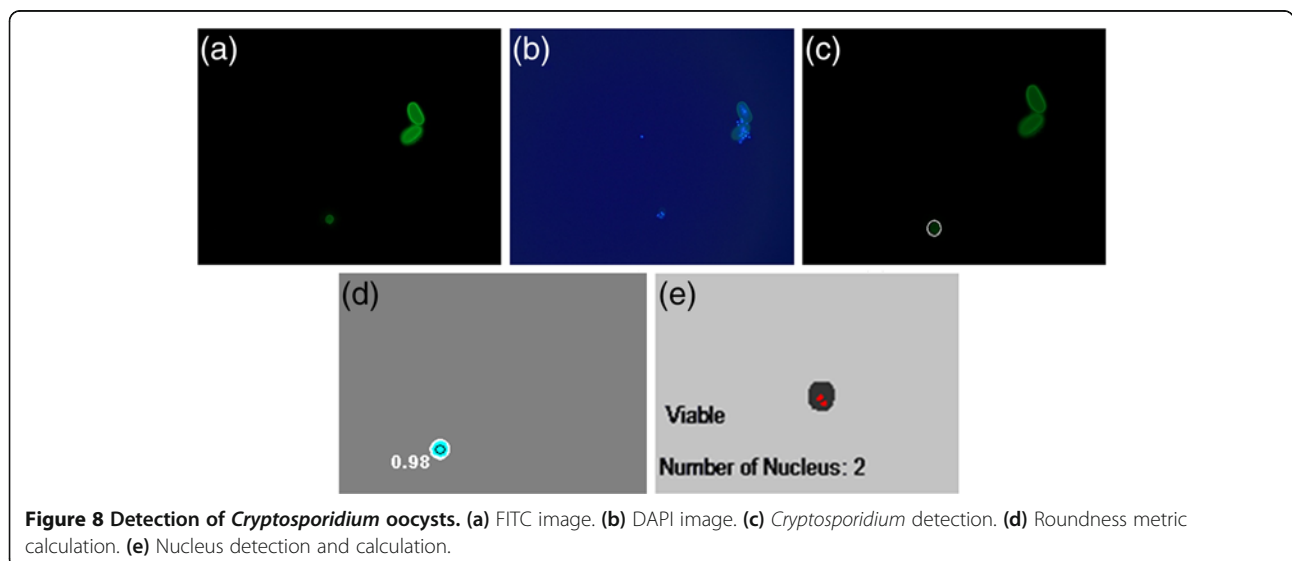 (a)
(b)
(c)
(d)
0.98
(e)
Viable
Number of Nucleus: 2
Figure 8 Detection of Cryptosporidium oocysts. (a) FITC image. (b) DAPI image. (c) Cryptosporidium detection. (d) Roundness metric
calculation. (e) Nucleus detection and calculation.